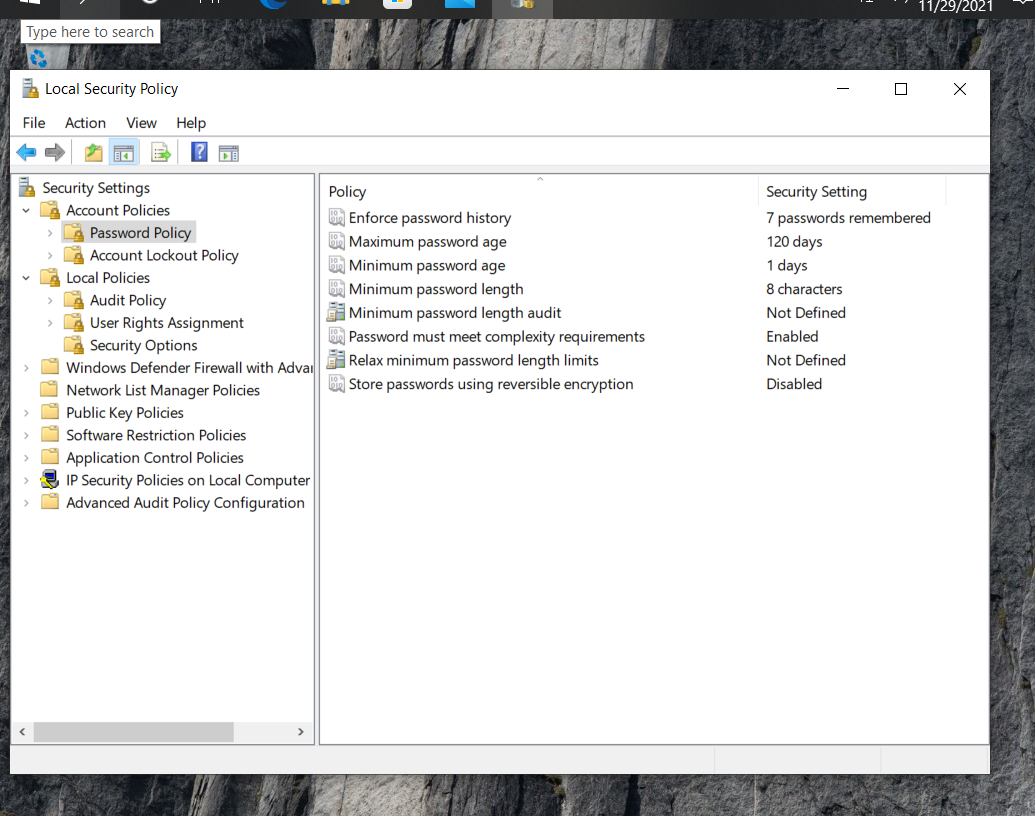 11/29/2021
Type here to search
Local Security Policy
File Action View Help
Security Settings
Account Policies
Password Policy
Account Lockout Policy
Local Policies
Audit Policy
User Rights Assignment
Security Options
Windows Defender Firewall with Advar
Network List Manager Policies
Public Key Policies
Software Restriction Policies
Application Control Policies
IP Security Policies on Local Computer
Advanced Audit Policy Configuration
Policy Security Setting
Enforce password history 7 passwords remembered
Maximum password age 120 days
Minimum password age 1 days
Minimum password length 8 characters
Minimum password length audit Not Defined
Password must meet complexity requirements Enabled
Relax minimum password length limits Not Defined
Store passwords using reversible encryption Disabled